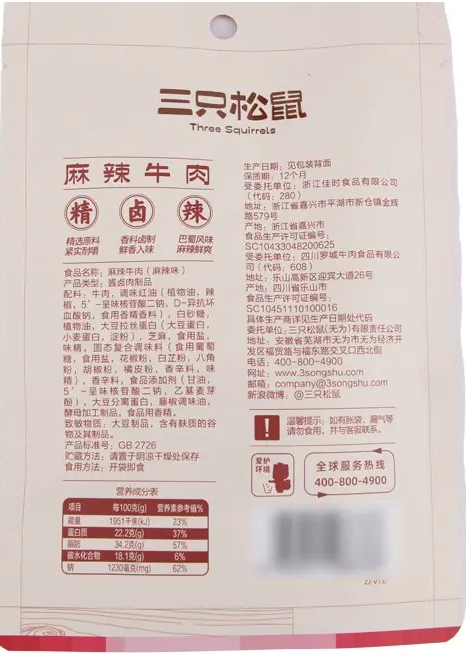 三只松鼠
Three Squirrels
麻辣牛肉
精 卤 辣
精选原料 香料卤制 巴蜀风味
紧实耐嚼 鲜香入味 麻辣鲜爽
食品名称：麻辣牛肉（麻辣味）
产品类型：酱卤肉制品
配料：牛肉，调味红油（植物油，辣
椒，5’-呈味核苷酸二钠，D-异抗坏
血酸钠，食用香精香料），白砂糖，
植物油，大豆拉丝蛋白（大豆蛋白，
小麦蛋白，淀粉），芝麻，食用盐，
味精，固态复合调味料（食用葡萄
糖，食用盐，花椒粉，白芷粉，八角
粉，胡椒粉，橘皮粉，香辛料，味
精），香辛料，食品添加剂（甘油，
5’-呈味核苷酸二钠，乙基麦芽
酚），大豆分离蛋白，藤椒调味油，
酵母加工制品，食品用香精。
致敏物质：大豆制品，含有麸质的谷
物及其制品。
产品标准号：GB 2726
贮藏方法：请置于阴凉干燥处保存
食用方法：开袋即食
营养成分表
项目 每100克(g) 营养素参考值%
能量 1951千焦(kJ) 23%
蛋白质 22.2克(g) 37%
脂肪 34.2克(g) 57%
碳水化合物 18.1克(g) 6%
钠 1230毫克(mg) 62%
生产日期：见包装背面
保质期：12个月
受委托单位：浙江佳时食品有限公司
（代码：280）
地址：浙江省嘉兴市平湖市新仓镇金辉
路579号
产地：浙江省嘉兴市
食品生产许可证编号：
SC10433048200625
受委托单位：四川罗城牛肉食品有限公
司（代码：608）
地址：乐山高新区迎宾大道26号
产地：四川省乐山市
食品生产许可证编号：
SC10451110100016
具体生产商详见生产日期处代码
委托单位：三只松鼠(无为)有限责任公司
地址：安徽省芜湖市无为市无为经济开
发区福贸路与福东路交叉口西北侧
电话：400-800-4900
网址：www.3songshu.com
邮箱：company@3songshu.com
新浪微博：@三只松鼠
! 温馨提示：如有胀袋、漏气等
请勿食用，并与客服联系。
爱护
环境
全球服务热线
400-800-4900
ZJ-V1.0